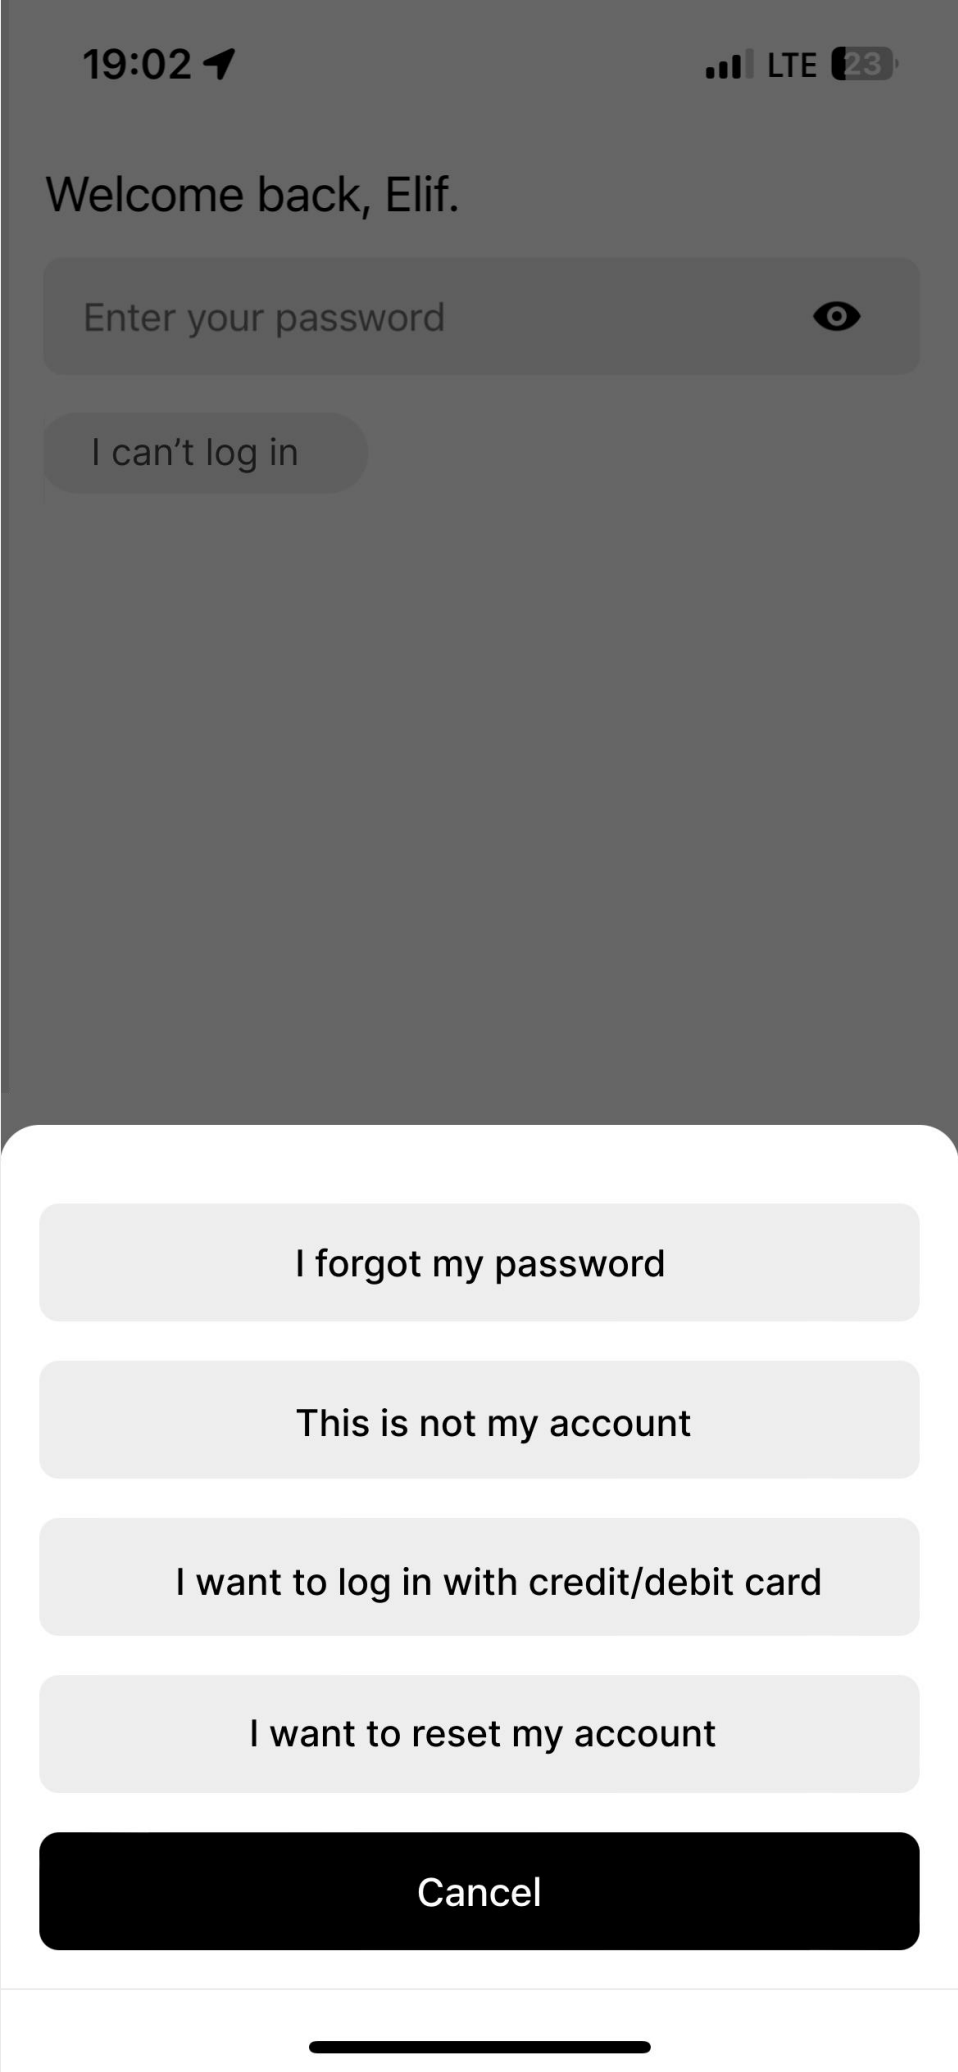 19:02
LTE 23
Welcome back, Elif.
Enter your password
I can’t log in
I forgot my password
This is not my account
I want to log in with credit/debit card
I want to reset my account
Cancel